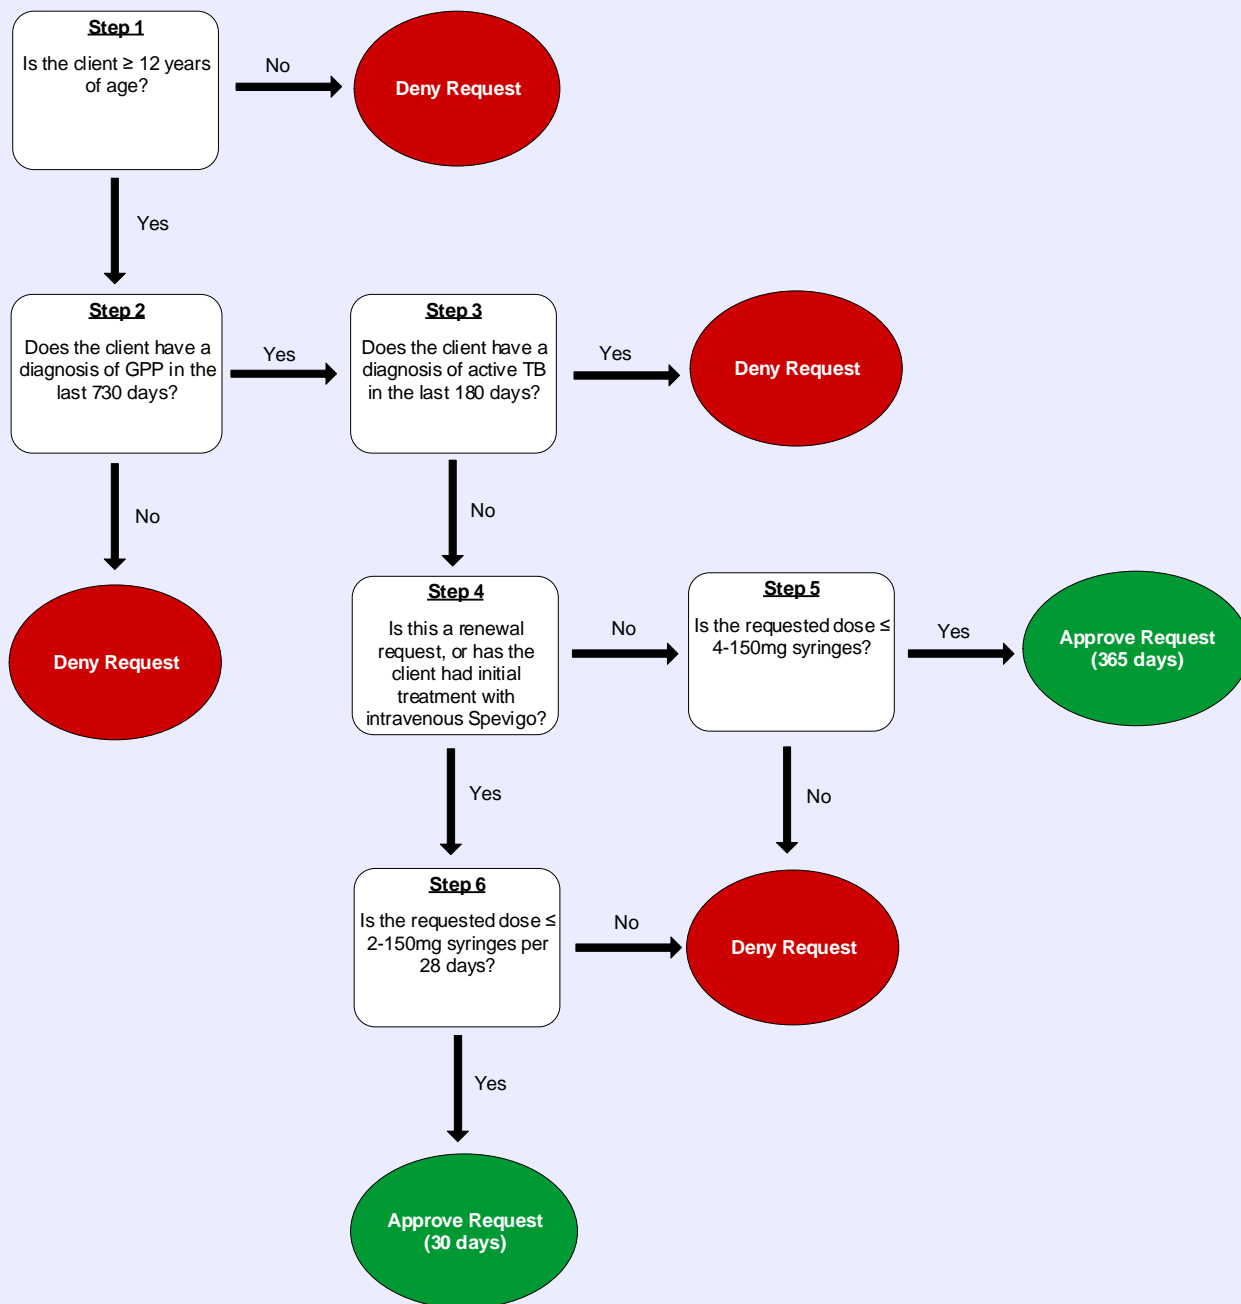 Step 1
Is the client ≥ 12 years
of age?
No
Deny Request
Yes
Step 2
Does the client have a
diagnosis of GPP in the
last 730 days?
Yes
Step 3
Does the client have a
diagnosis of active TB
in the last 180 days?
Yes
Deny Request
No
Deny Request
No
Step 4
Is this a renewal
request, or has the
client had initial
treatment with
intravenous Spevigo?
No
Step 5
Is the requested dose ≤
4-150mg syringes?
Yes
Approve Request
(365 days)
Yes
No
Step 6
Is the requested dose ≤
2-150mg syringes per
28 days?
No
Deny Request
Yes
Approve Request
(30 days)